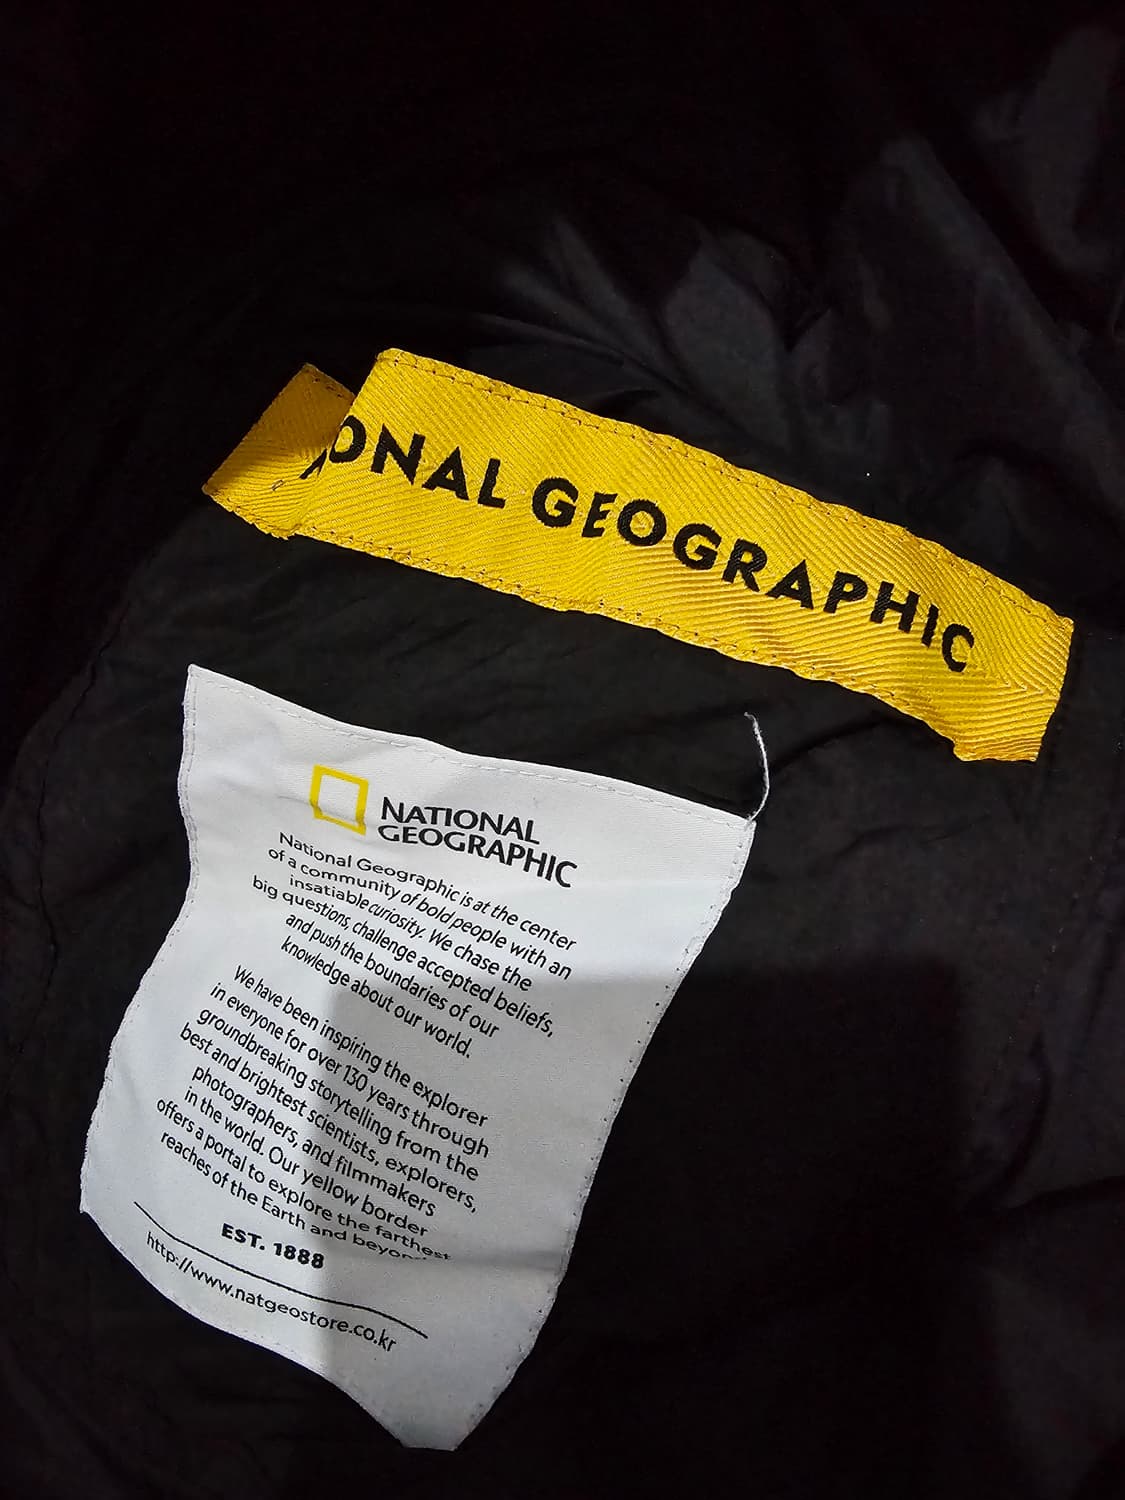 ONAL GEOGRAPHIC
NATIONAL
GEOGRAPHIC
National Geographic is at the center
of a community of bold people with an
insatiable curiosity. We chase the
big questions, challenge accepted beliefs,
and push the boundaries of our
knowledge about our world.
We have been inspiring the explorer
in everyone for over 130 years through
groundbreaking storytelling from the
best and brightest scientists, explorers,
photographers, and filmmakers
in the world. Our yellow border
offers a portal to explore the farthest
reaches of the Earth and beyon
EST. 1888
http://www.natgeostore.co.kr